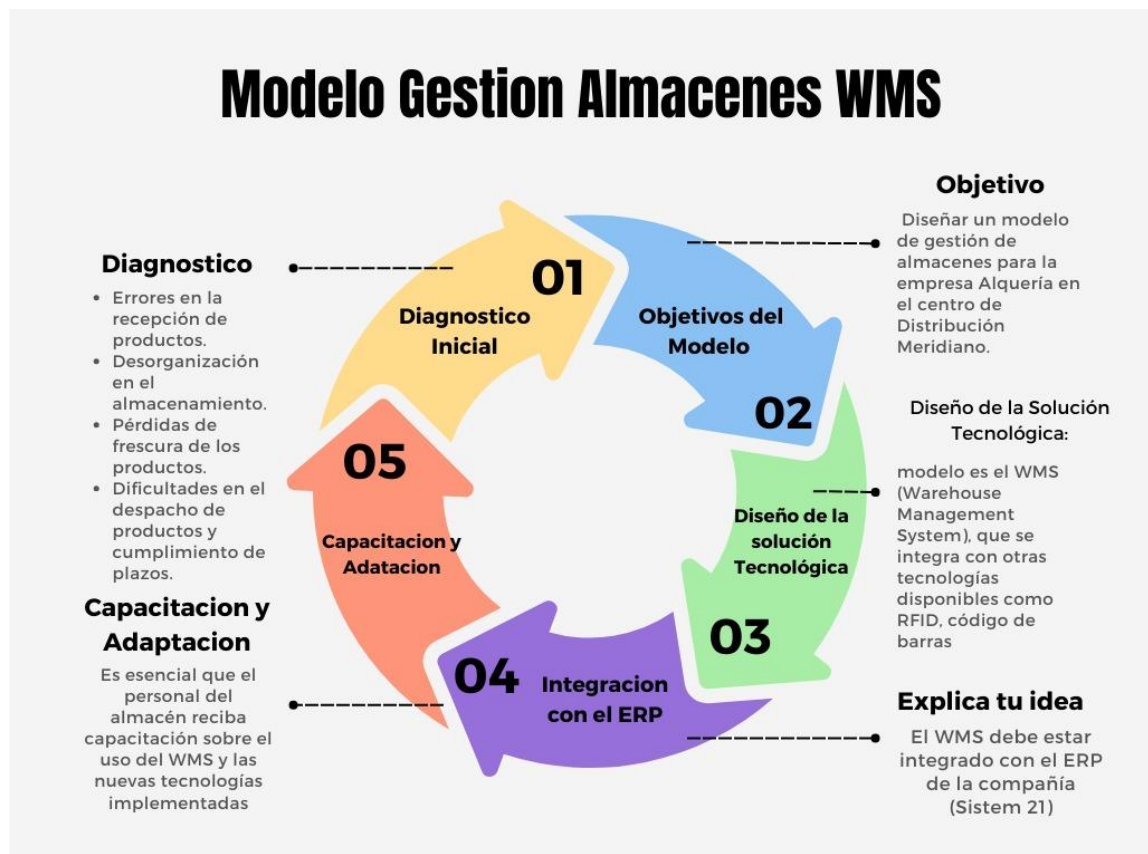 Modelo Gestion Almacenes WMS
Diagnostico
• Errores en la
recepción de
productos.
• Desorganización
en el
almacenamiento.
• Pérdidas de
frescura de los
productos.
• Dificultades en el
despacho de
productos y
cumplimiento de
plazos.
Capacitacion y
Adaptacion
Es esencial que el
personal del
almacén reciba
capacitación sobre el
uso del WMS y las
nuevas tecnologías
implementadas
01
Diagnostico
Inicial
Objetivos del
Modelo
02
Diseño de la
solución
Tecnológica
03
04
Integracion
con el ERP
05
Capacitacion y
Adatacion
Objetivo
Diseñar un modelo
de gestión de
almacenes para la
empresa Alquería en
el centro de
Distribución
Meridiano.
Diseño de la Solución
Tecnológica:
modelo es el WMS
(Warehouse
Management
System), que se
integra con otras
tecnologías
disponibles como
RFID, código de
barras
Explica tu idea
El WMS debe estar
integrado con el ERP
de la compañía
(Sistem 21)